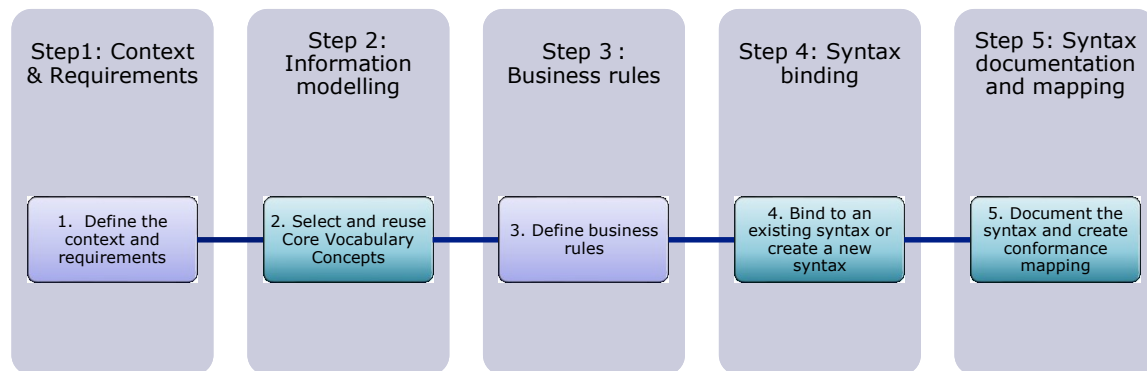 Step1: Context
& Requirements
Step 2:
Information
modelling
Step 3 :
Business rules
Step 4: Syntax
binding
Step 5: Syntax
documentation
and mapping
1. Define the
context and
requirements
2. Select and reuse
Core Vocabulary
Concepts
3. Define business
rules
4. Bind to an
existing syntax or
create a new
syntax
5. Document the
syntax and create
conformance
mapping